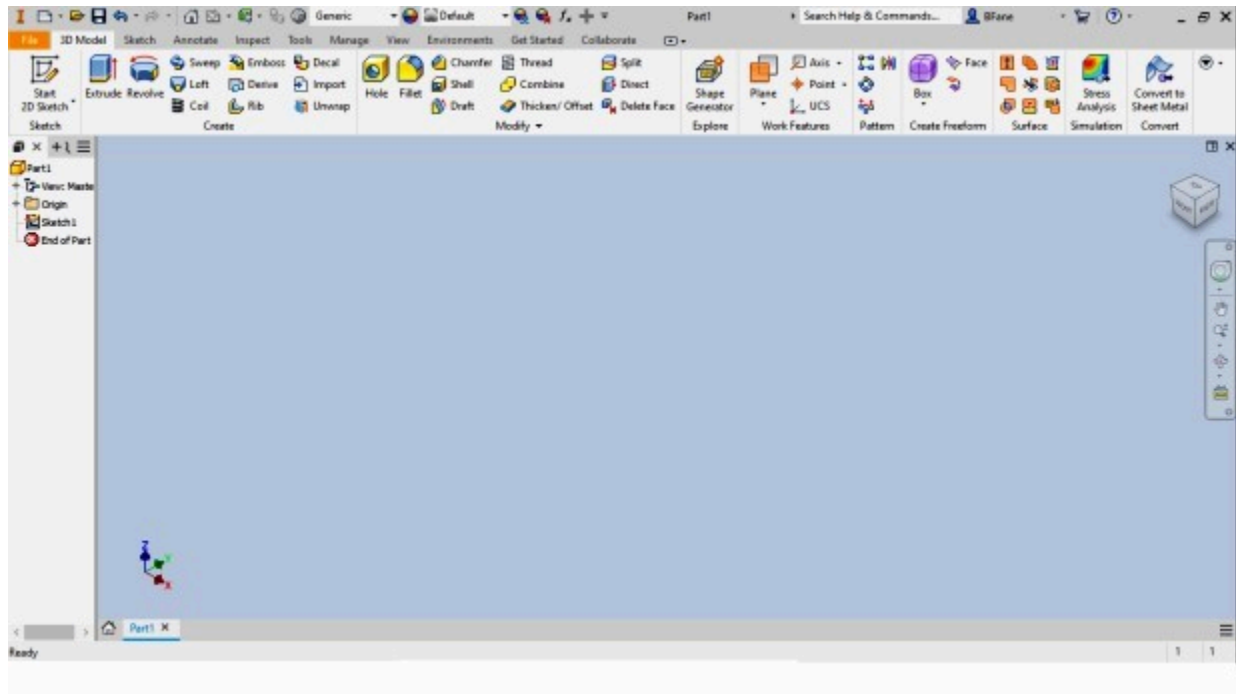 Generic Default Part1 Search Help & Commands... BFane
File 3D Model Sketch Annotate Inspect Tools Manage View Environments Get Started Collaborate
Start 2D Sketch
Extrude Revolve
Sweep Emboss Decal
Loft Derive Import
Coil Rib Unwrap
Hole Fillet
Chamfer Thread Split
Shell Combine Direct
Draft Thicken/ Offset Delete Face
Shape Generator
Plane
Axis
Point
UCS
Box
Face
Stress Analysis
Convert to Sheet Metal
Sketch Create Modify Explore Work Features Pattern Create Freeform Surface Simulation Convert
Part1
View: Maste
Origin
Sketch1
End of Part
Z
Y
X
Part1
Ready 1 1